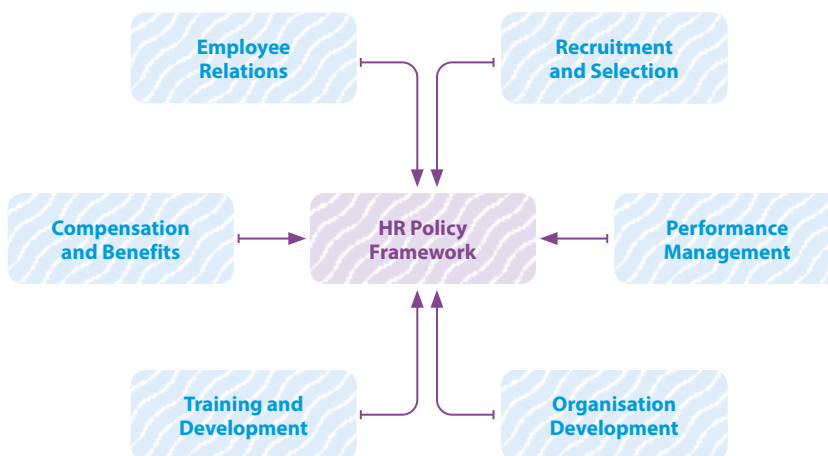 Employee
Relations
Recruitment
and Selection
Compensation
and Benefits
HR Policy
Framework
Performance
Management
Training and
Development
Organisation
Development